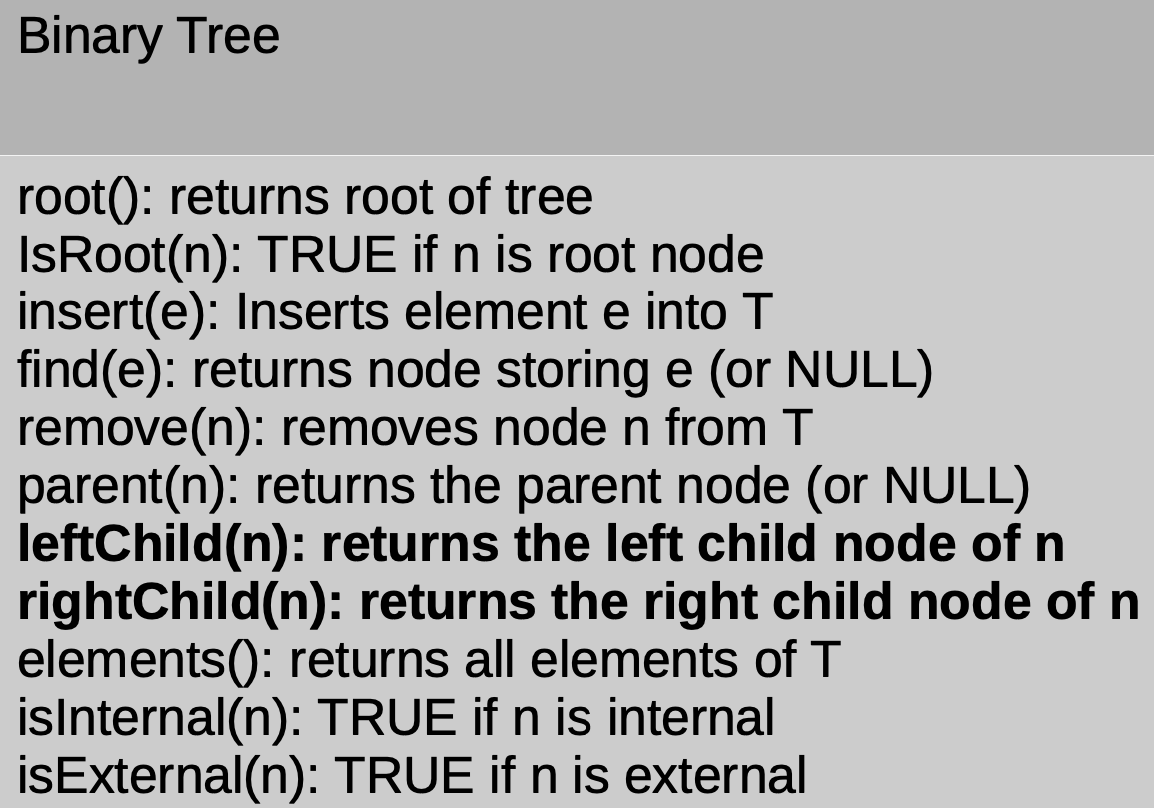 Binary Tree
root(): returns root of tree
IsRoot(n): TRUE if n is root node
insert(e): Inserts element e into T
find(e): returns node storing e (or NULL)
remove(n): removes node n from T
parent(n): returns the parent node (or NULL)
leftChild(n): returns the left child node of n
rightChild(n): returns the right child node of n
elements(): returns all elements of T
isInternal(n): TRUE if n is internal
isExternal(n): TRUE if n is external